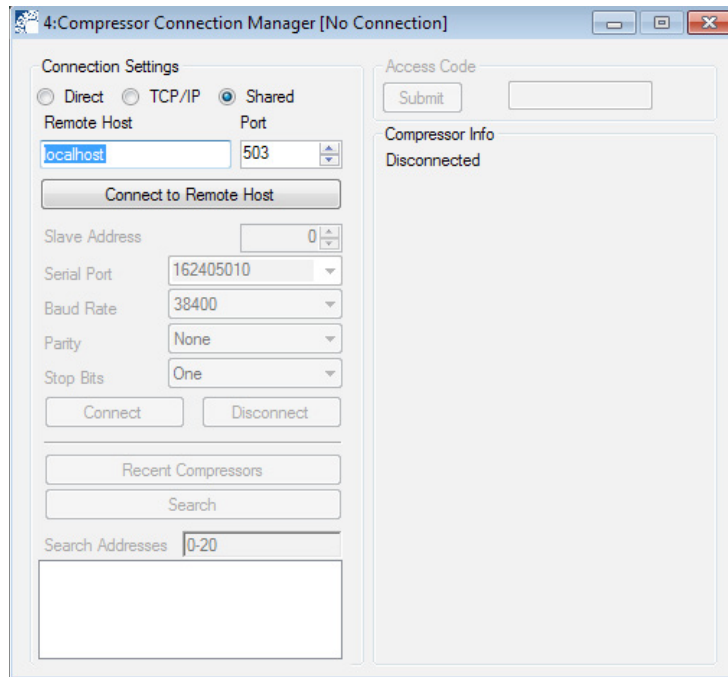 4:Compressor Connection Manager [No Connection]
Connection Settings
Direct TCP/IP Shared
Remote Host Port
localhost 503
Connect to Remote Host
Slave Address 0
Serial Port 162405010
Baud Rate 38400
Parity None
Stop Bits One
Connect Disconnect
Recent Compressors
Search
Search Addresses 0-20
Access Code
Submit
Compressor Info
Disconnected